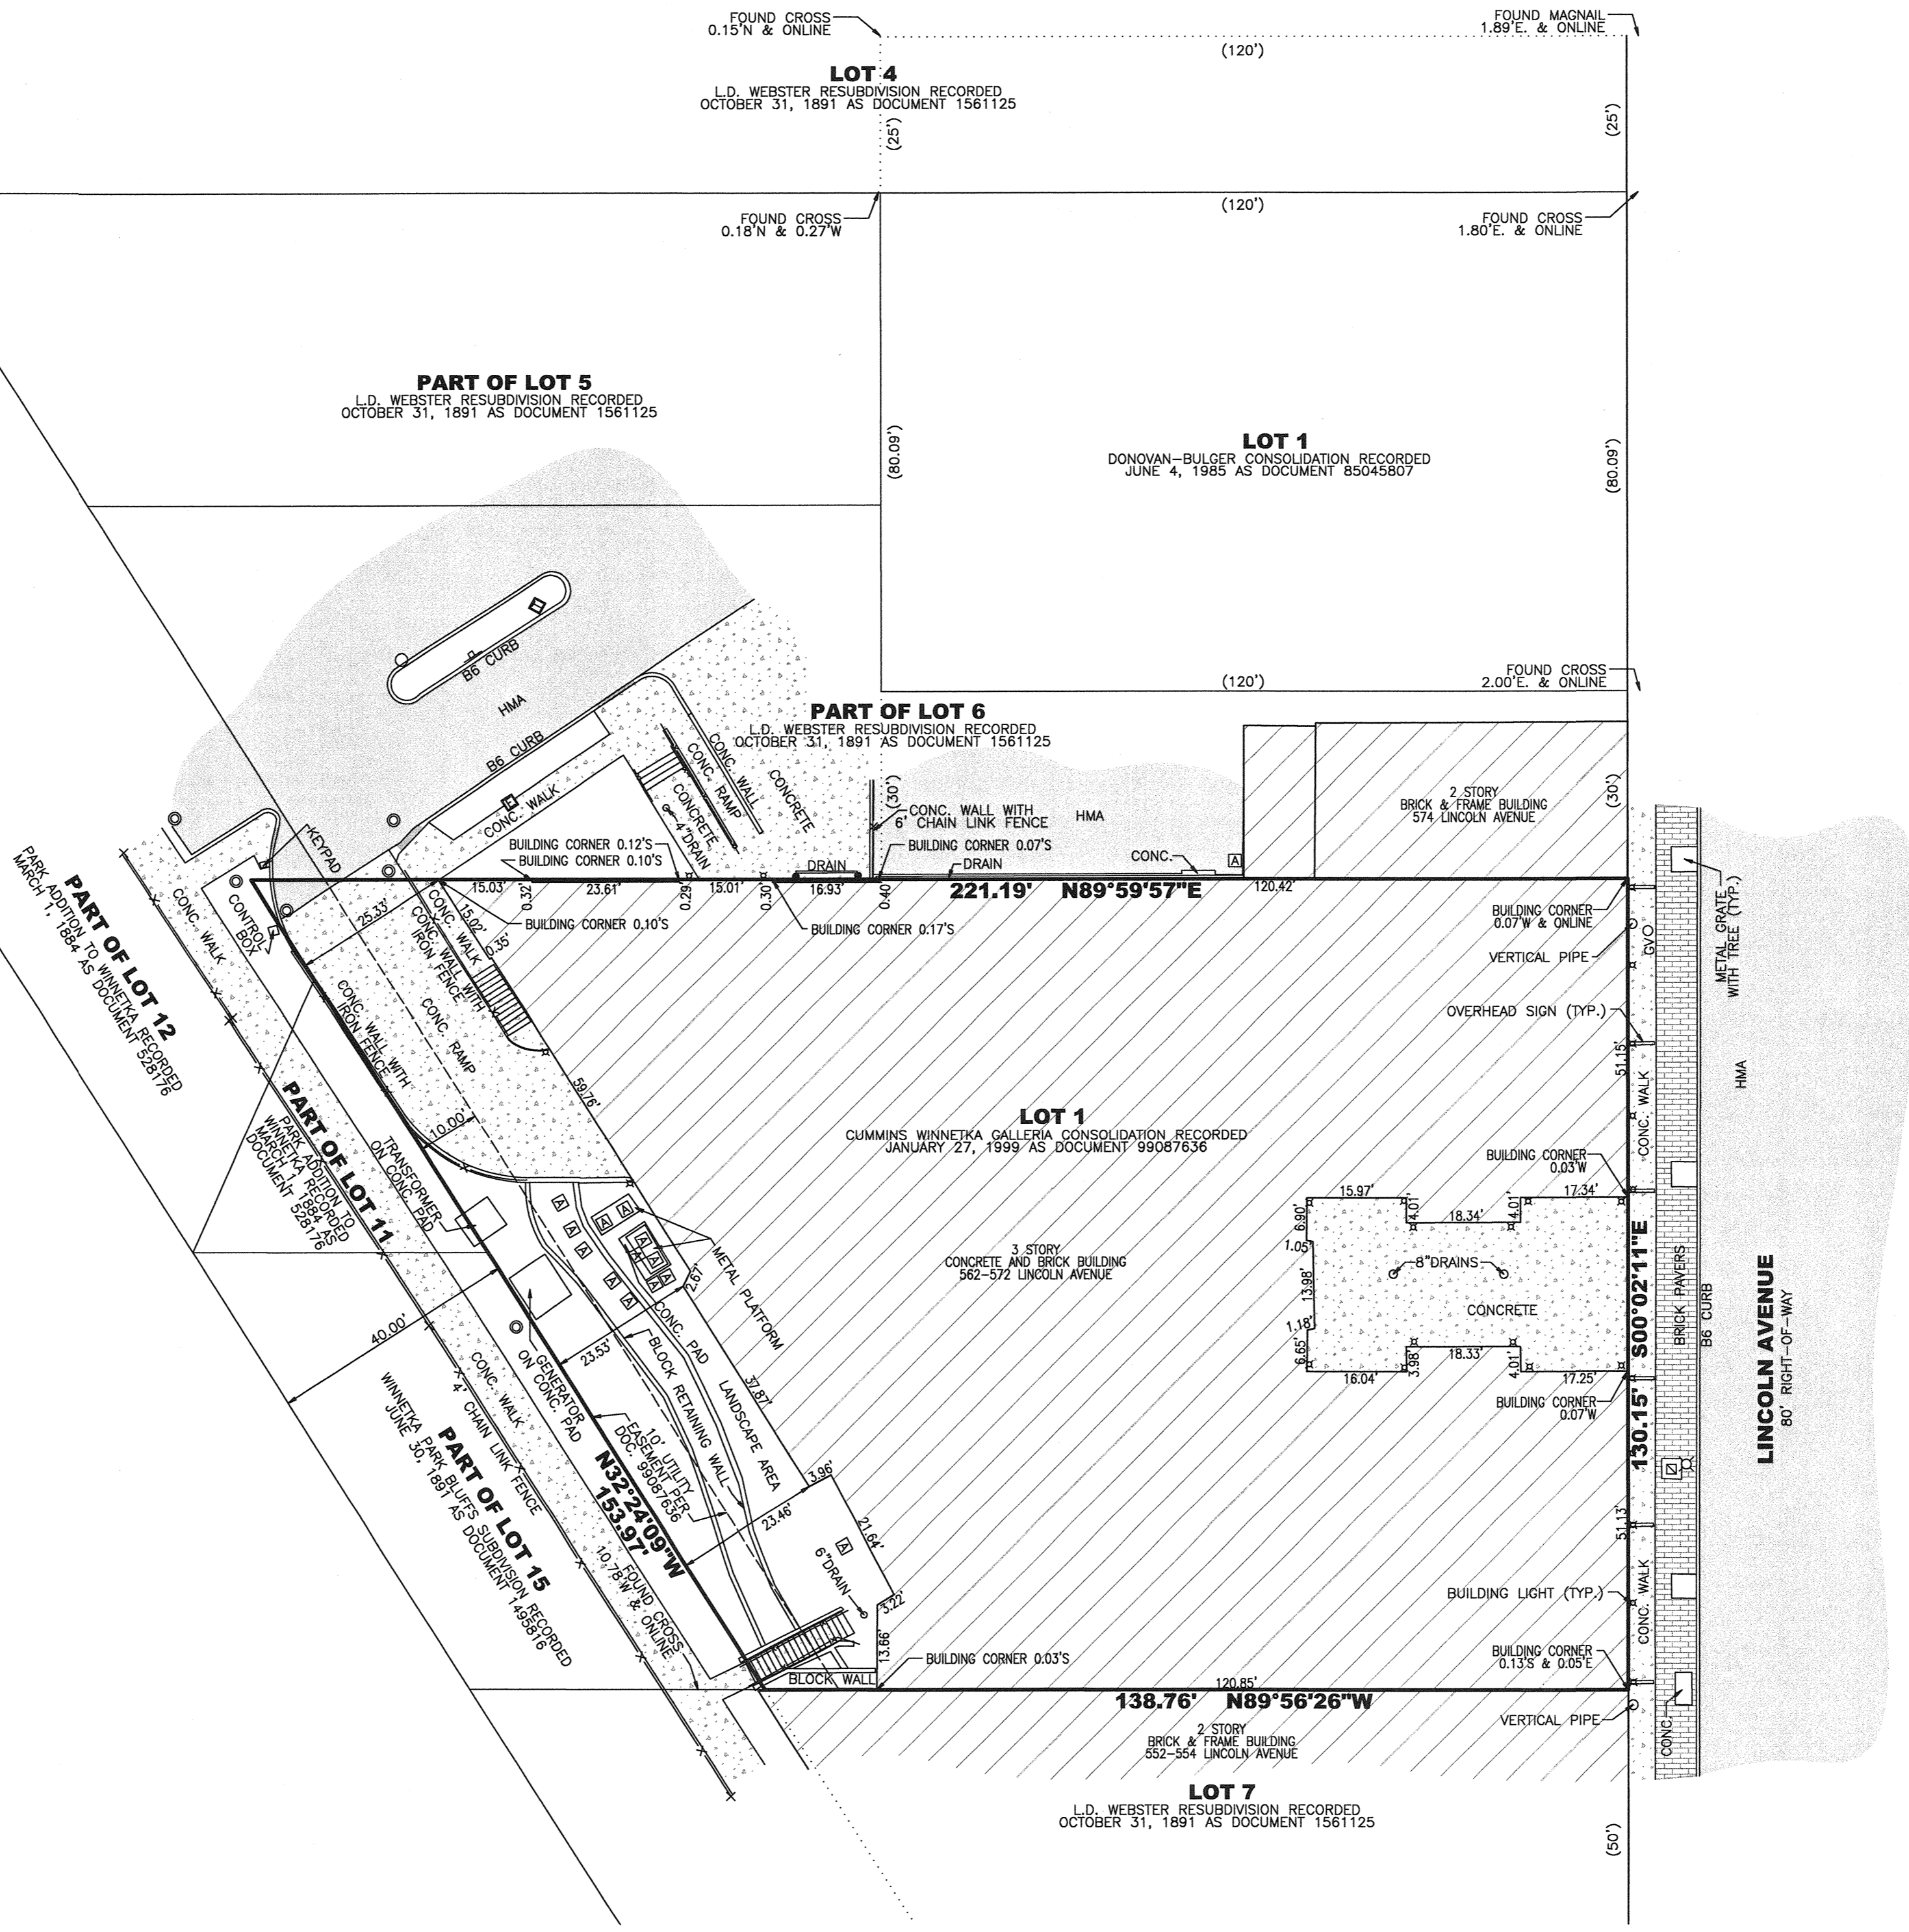 FOUND CROSS
0.15'N & ONLINE
FOUND MAGNAIL
1.89'E. & ONLINE
(120')
LOT 4
L.D. WEBSTER RESUBDIVISION RECORDED
OCTOBER 31, 1891 AS DOCUMENT 1561125
(25')
(25')
FOUND CROSS
0.18'N & 0.27'W
(120')
FOUND CROSS
1.80'E. & ONLINE
PART OF LOT 5
L.D. WEBSTER RESUBDIVISION RECORDED
OCTOBER 31, 1891 AS DOCUMENT 1561125
(80.09')
LOT 1
DONOVAN-BULGER CONSOLIDATION RECORDED
JUNE 4, 1985 AS DOCUMENT 85045807
(80.09')
B6 CURB
HMA
B6 CURB
(120')
FOUND CROSS
2.00'E. & ONLINE
PART OF LOT 6
L.D. WEBSTER RESUBDIVISION RECORDED
OCTOBER 31, 1891 AS DOCUMENT 1561125
CONC. WALL
CONC. RAMP
CONCRETE
CONCRETE
4"DRAIN
CONC. WALK
(30')
CONC. WALL WITH
6' CHAIN LINK FENCE
HMA
2 STORY
BRICK & FRAME BUILDING
574 LINCOLN AVENUE
(30')
KEYPAD
BUILDING CORNER 0.12'S
BUILDING CORNER 0.10'S
BUILDING CORNER 0.07'S
DRAIN
DRAIN
CONC.
A
15.03'
0.32'
23.61'
0.29'
15.01'
0.30'
16.93'
0.40'
221.19' N89°59'57"E
120.42'
BUILDING CORNER 0.10'S
BUILDING CORNER 0.17'S
BUILDING CORNER
0.07'W & ONLINE
VERTICAL PIPE
GVO
METAL GRATE
WITH TREE (TYP.)
PART OF LOT 12
PARK ADDITION TO WINNETKA RECORDED
MARCH 1, 1884 AS DOCUMENT 528176
CONC. WALK
CONTROL
BOX
25.33'
15.02'
0.35'
CONC. WALK
CONC. WALL WITH
IRON FENCE
CONC. RAMP
CONC. WALL WITH
IRON FENCE
59.76'
10.00'
OVERHEAD SIGN (TYP.)
51.15'
CONC. WALK
HMA
PART OF LOT 11
PARK ADDITION TO
WINNETKA RECORDED
MARCH 1, 1884 AS
DOCUMENT 528176
TRANSFORMER
ON CONC. PAD
LOT 1
CUMMINS WINNETKA GALLERIA CONSOLIDATION RECORDED
JANUARY 27, 1999 AS DOCUMENT 99087636
3 STORY
CONCRETE AND BRICK BUILDING
562-572 LINCOLN AVENUE
BUILDING CORNER
0.03'W
15.97'
4.01'
18.34'
4.01'
17.34'
6.90'
1.05'
13.98'
1.18'
6.65'
8"DRAINS
CONCRETE
16.04'
3.98'
18.33'
4.01'
17.25'
BUILDING CORNER
0.07'W
130.15' S00°02'11"E
BRICK PAVERS
B6 CURB
LINCOLN AVENUE
80' RIGHT-OF-WAY
A
A
A
A
A
A
A
A
A
A
A
A
A
METAL PLATFORM
2.67'
CONC. PAD
40.00'
23.53'
GENERATOR
ON CONC. PAD
BLOCK RETAINING WALL
LANDSCAPE AREA
37.87'
CONC. WALK
4' CHAIN LINK FENCE
10' UTILITY
EASEMENT PER
DOC. 99087636
N32°24'09"W
153.97'
3.96'
23.46'
21.64'
A
6"DRAIN
3.22'
13.66'
PART OF LOT 15
WINNETKA PARK BLUFFS SUBDIVISION RECORDED
JUNE 30, 1891 AS DOCUMENT 1495816
FOUND CROSS
10.78'W & ONLINE
BLOCK WALL
BUILDING CORNER 0.03'S
51.13'
CONC. WALK
BUILDING LIGHT (TYP.)
BUILDING CORNER
0.13'S & 0.05'E
120.85'
138.76' N89°56'26"W
VERTICAL PIPE
CONC.
2 STORY
BRICK & FRAME BUILDING
552-554 LINCOLN AVENUE
LOT 7
L.D. WEBSTER RESUBDIVISION RECORDED
OCTOBER 31, 1891 AS DOCUMENT 1561125
(50')